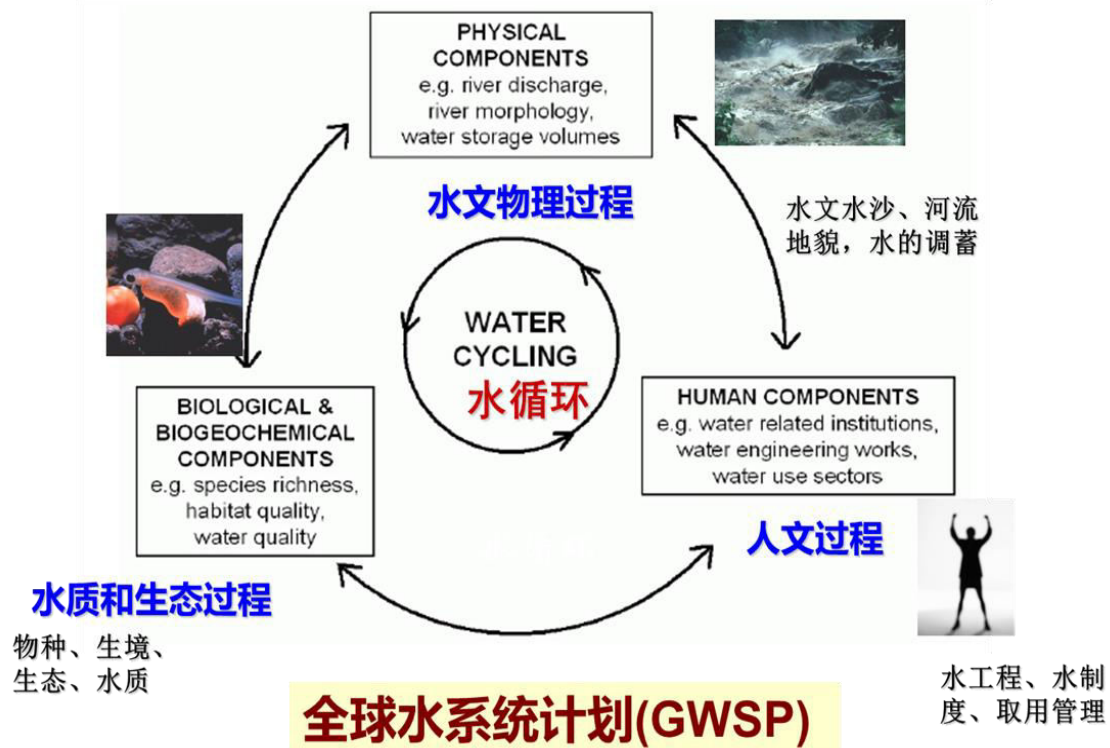 PHYSICAL
COMPONENTS
e.g. river discharge,
river morphology,
water storage volumes
水文物理过程
水文水沙、河流
地貌，水的调蓄
WATER
CYCLING
水循环
BIOLOGICAL &
BIOGEOCHEMICAL
COMPONENTS
e.g. species richness,
habitat quality,
water quality
HUMAN COMPONENTS
e.g. water related institutions,
water engineering works,
water use sectors
人文过程
水质和生态过程
物种、生境、
生态、水质
水工程、水制
度、取用管理
全球水系统计划(GWSP)